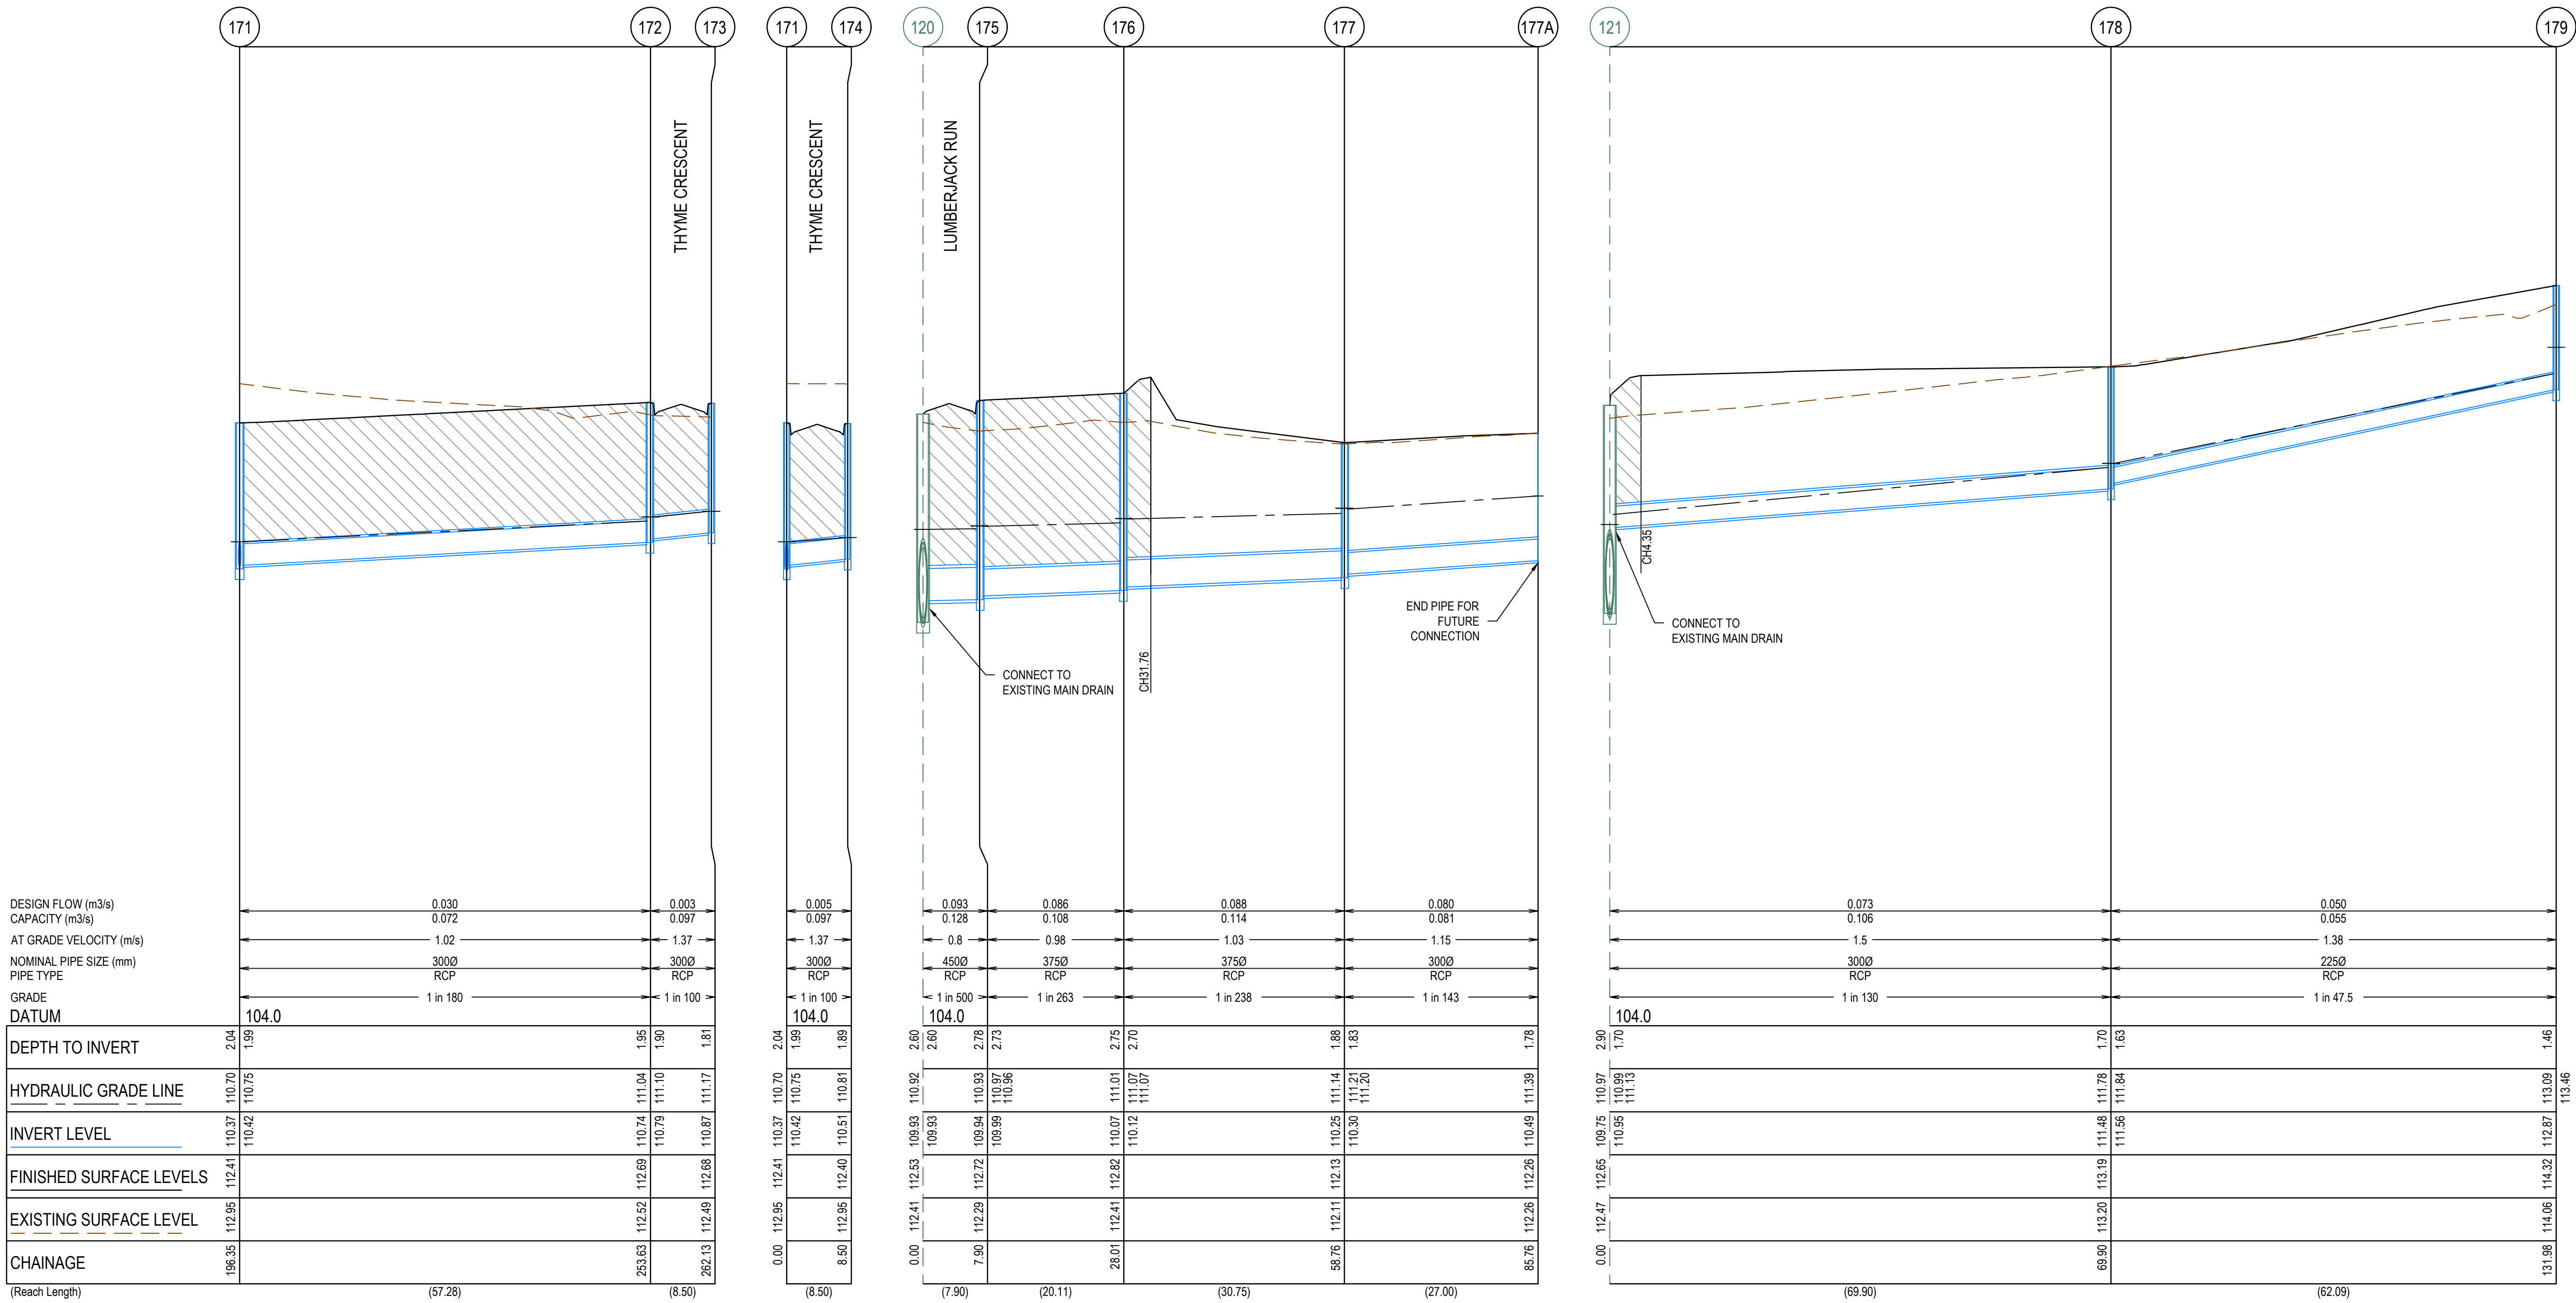 171 172 173 171 174 120 175 176 177 177A 121 178 179
THYME CRESCENT
THYME CRESCENT
LUMBERJACK RUN
CH31.76
CH4.35
END PIPE FOR
FUTURE
CONNECTION
CONNECT TO
EXISTING MAIN DRAIN
CONNECT TO
EXISTING MAIN DRAIN
DESIGN FLOW (m3/s) 0.030 0.003 0.005 0.093 0.086 0.088 0.080 0.073 0.050
CAPACITY (m3/s) 0.072 0.097 0.097 0.128 0.108 0.114 0.081 0.106 0.055
AT GRADE VELOCITY (m/s) 1.02 1.37 1.37 0.8 0.98 1.03 1.15 1.5 1.38
NOMINAL PIPE SIZE (mm) 300Ø 300Ø 300Ø 450Ø 375Ø 375Ø 300Ø 300Ø 225Ø
PIPE TYPE RCP RCP RCP RCP RCP RCP RCP RCP RCP
GRADE 1 in 180 1 in 100 1 in 100 1 in 500 1 in 263 1 in 238 1 in 143 1 in 130 1 in 47.5
DATUM 104.0 104.0 104.0 104.0
DEPTH TO INVERT 2.04 1.99 1.95 1.90 1.81 2.04 1.99 1.89 2.60 2.60 2.78 2.73 2.75 2.70 1.88 1.83 1.78 2.90 1.70 1.70 1.63 1.46
HYDRAULIC GRADE LINE 110.70 110.75 111.04 111.10 111.17 110.70 110.75 110.81 110.92 110.93 110.97 110.96 111.01 111.07 111.07 111.14 111.21 111.20 111.39 110.97 110.99 111.13 111.78 111.84 113.09 113.46
INVERT LEVEL 110.37 110.42 110.74 110.79 110.87 110.37 110.42 110.51 109.93 109.93 109.94 109.99 110.07 110.12 110.25 110.30 110.49 109.75 110.95 111.48 111.56 112.87
FINISHED SURFACE LEVELS 112.41 112.69 112.68 112.41 112.40 112.53 112.72 112.82 112.13 112.26 112.65 113.19 114.32
EXISTING SURFACE LEVEL 112.95 112.52 112.49 112.95 112.95 112.41 112.29 112.41 112.11 112.26 112.47 113.20 114.06
CHAINAGE 196.35 253.63 262.13 0.00 8.50 0.00 7.90 28.01 58.76 85.76 0.00 69.90 131.98
(Reach Length) (57.28) (8.50) (8.50) (7.90) (20.11) (30.75) (27.00) (69.90) (62.09)